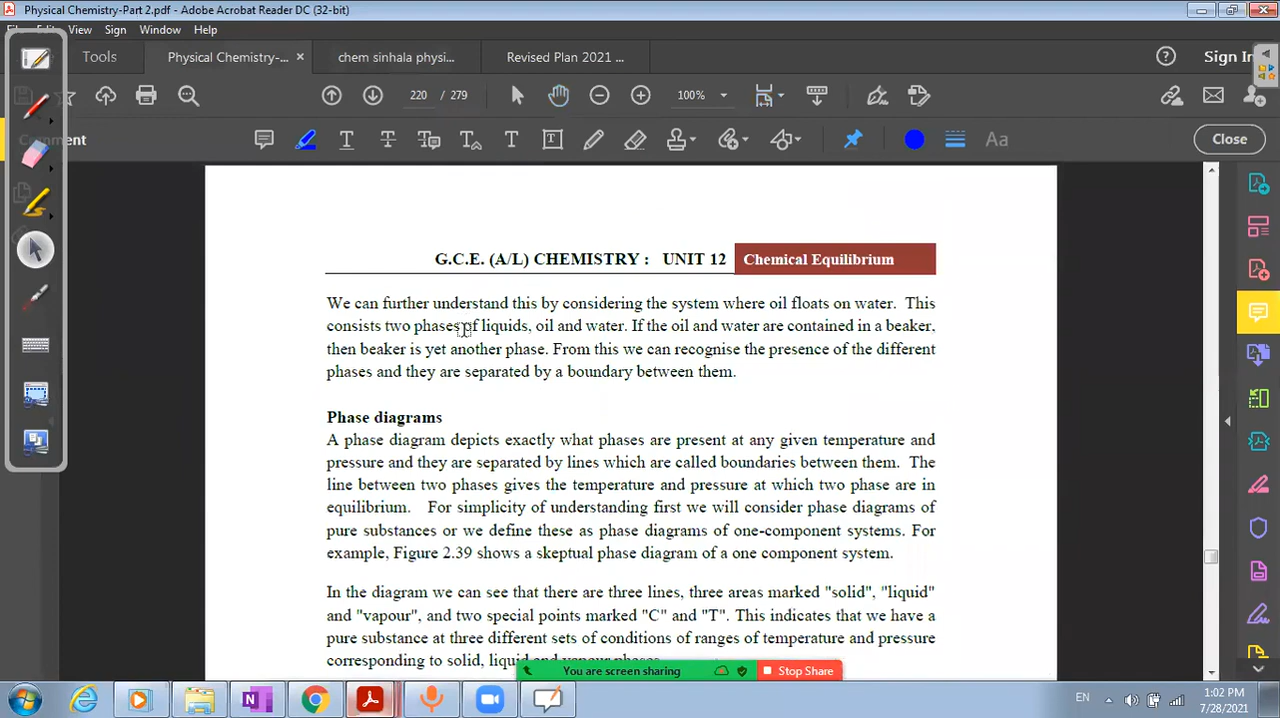 Physical Chemistry-Part 2.pdf - Adobe Acrobat Reader DC (32-bit)
View Sign Window Help
Tools Physical Chemistry-... × chem sinhala physi... Revised Plan 2021 ... Sign In
220 / 279 100%
Close
G.C.E. (A/L) CHEMISTRY : UNIT 12 Chemical Equilibrium
We can further understand this by considering the system where oil floats on water. This
consists two phases of liquids, oil and water. If the oil and water are contained in a beaker,
then beaker is yet another phase. From this we can recognise the presence of the different
phases and they are separated by a boundary between them.
Phase diagrams
A phase diagram depicts exactly what phases are present at any given temperature and
pressure and they are separated by lines which are called boundaries between them. The
line between two phases gives the temperature and pressure at which two phase are in
equilibrium. For simplicity of understanding first we will consider phase diagrams of
pure substances or we define these as phase diagrams of one-component systems. For
example, Figure 2.39 shows a skeptual phase diagram of a one component system.
In the diagram we can see that there are three lines, three areas marked "solid", "liquid"
and "vapour", and two special points marked "C" and "T". This indicates that we have a
pure substance at three different sets of conditions of ranges of temperature and pressure
corresponding to solid, liquid and vapour phases.
You are screen sharing Stop Share
EN 1:02 PM
7/28/2021